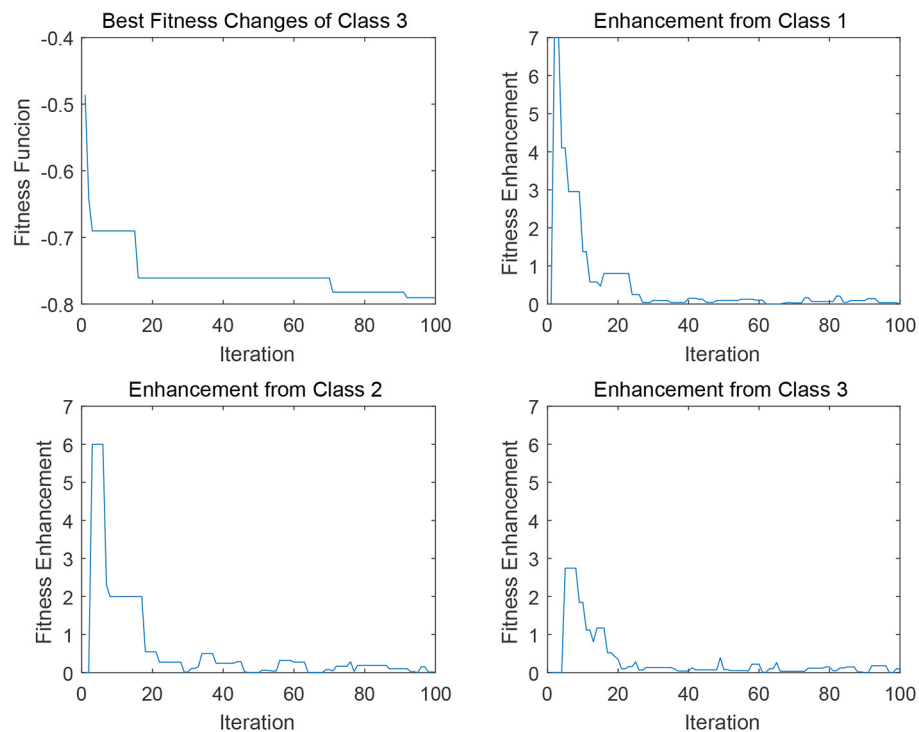 Best Fitness Changes of Class 3
Fitness Funcion
-0.4
-0.5
-0.6
-0.7
-0.8
0 20 40 60 80 100
Iteration
Enhancement from Class 1
Fitness Enhancement
7
6
5
4
3
2
1
0
0 20 40 60 80 100
Iteration
Enhancement from Class 2
Fitness Enhancement
7
6
5
4
3
2
1
0
0 20 40 60 80 100
Iteration
Enhancement from Class 3
Fitness Enhancement
7
6
5
4
3
2
1
0
0 20 40 60 80 100
Iteration